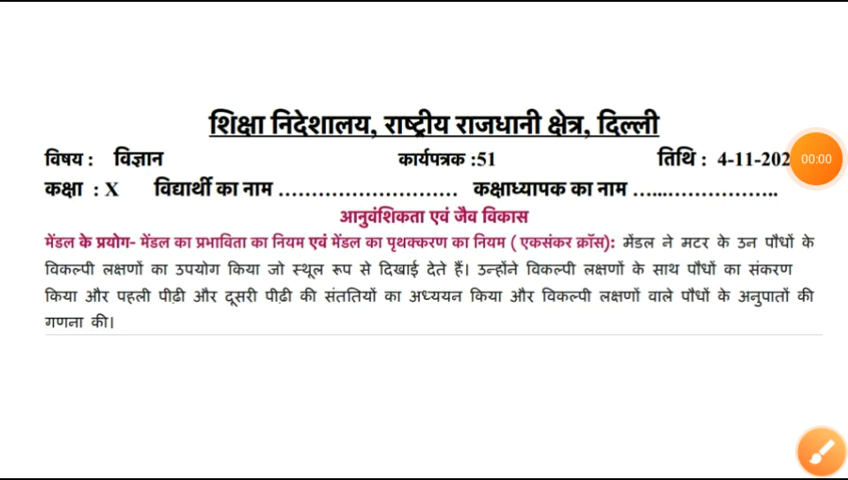 शिक्षा निदेशालय, राष्ट्रीय राजधानी क्षेत्र, दिल्ली
विषय : विज्ञान कार्यपत्रक :51 तिथि : 4-11-202
00:00
कक्षा : X विद्यार्थी का नाम ………………………. कक्षाध्यापक का नाम …...……………..
आनुवंशिकता एवं जैव विकास
मेंडल के प्रयोग- मेंडल का प्रभाविता का नियम एवं मेंडल का पृथक्करण का नियम ( एकसंकर क्रॉस): मेंडल ने मटर के उन पौधों के
विकल्पी लक्षणों का उपयोग किया जो स्थूल रूप से दिखाई देते हैं। उन्होंने विकल्पी लक्षणों के साथ पौधों का संकरण
किया और पहली पीढ़ी और दूसरी पीढ़ी की संततियों का अध्ययन किया और विकल्पी लक्षणों वाले पौधों के अनुपातों की
गणना की।